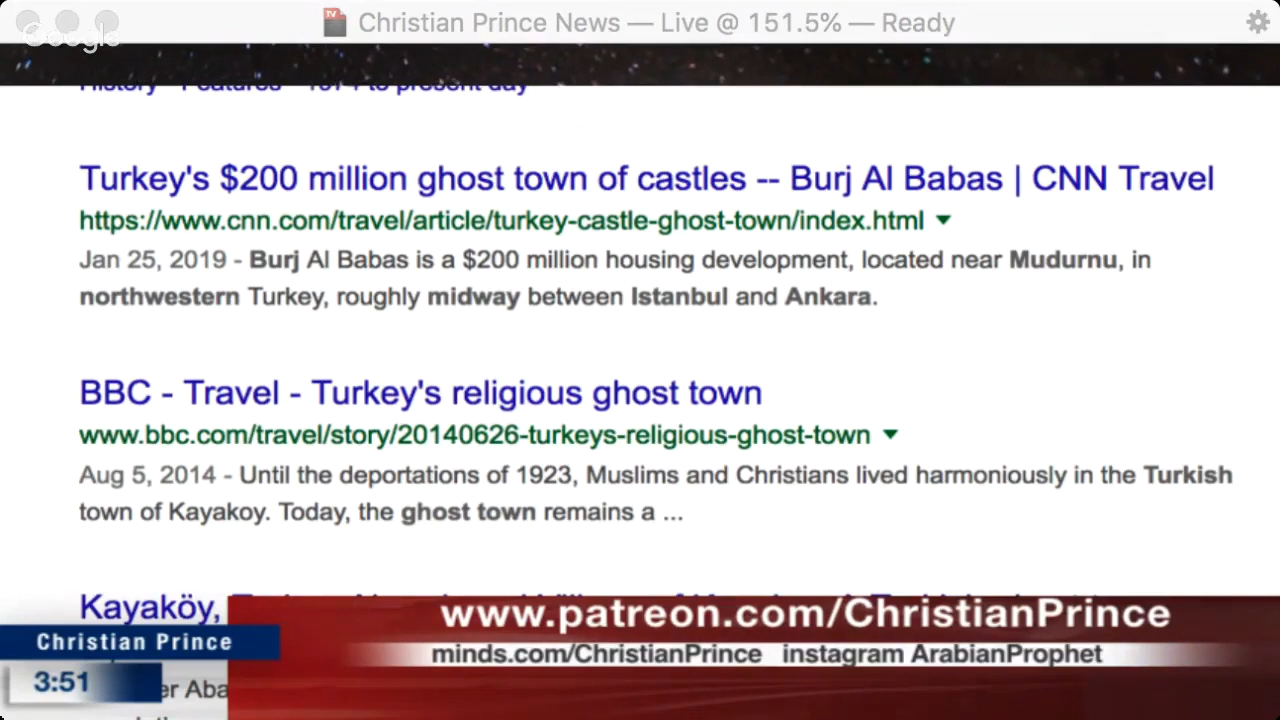 Google
TV
Christian Prince News — Live @ 151.5% — Ready
Turkey's $200 million ghost town of castles -- Burj Al Babas | CNN Travel
https://www.cnn.com/travel/article/turkey-castle-ghost-town/index.html
Jan 25, 2019 - Burj Al Babas is a $200 million housing development, located near Mudurnu, in
northwestern Turkey, roughly midway between Istanbul and Ankara.
BBC - Travel - Turkey's religious ghost town
www.bbc.com/travel/story/20140626-turkeys-religious-ghost-town
Aug 5, 2014 - Until the deportations of 1923, Muslims and Christians lived harmoniously in the Turkish
town of Kayakoy. Today, the ghost town remains a ...
Kayaköy,
www.patreon.com/ChristianPrince
Christian Prince
minds.com/ChristianPrince instagram ArabianProphet
3:51
er Aba